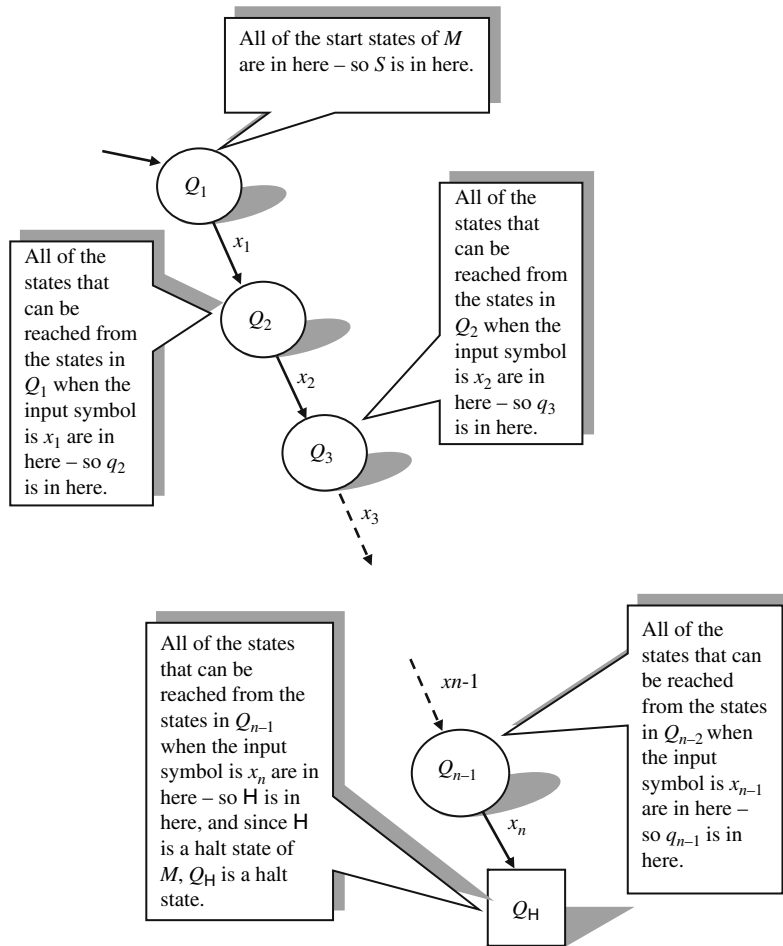 All of the start states of M
are in here – so S is in here.
Q1
x1
All of the
states that
can be
reached from
the states in
Q1 when the
input symbol
is x1 are in
here – so q2
is in here.
Q2
x2
All of the
states that
can be
reached from
the states in
Q2 when the
input symbol
is x2 are in
here – so q3
is in here.
Q3
x3
All of the states
that can be
reached from the
states in Qn–1
when the input
symbol is xn are in
here – so H is in
here, and since H
is a halt state of
M, QH is a halt
state.
xn-1
Qn–1
xn
QH
All of the
states that can
be reached
from the states
in Qn–2 when
the input
symbol is xn–1
are in here –
so qn–1 is in
here.